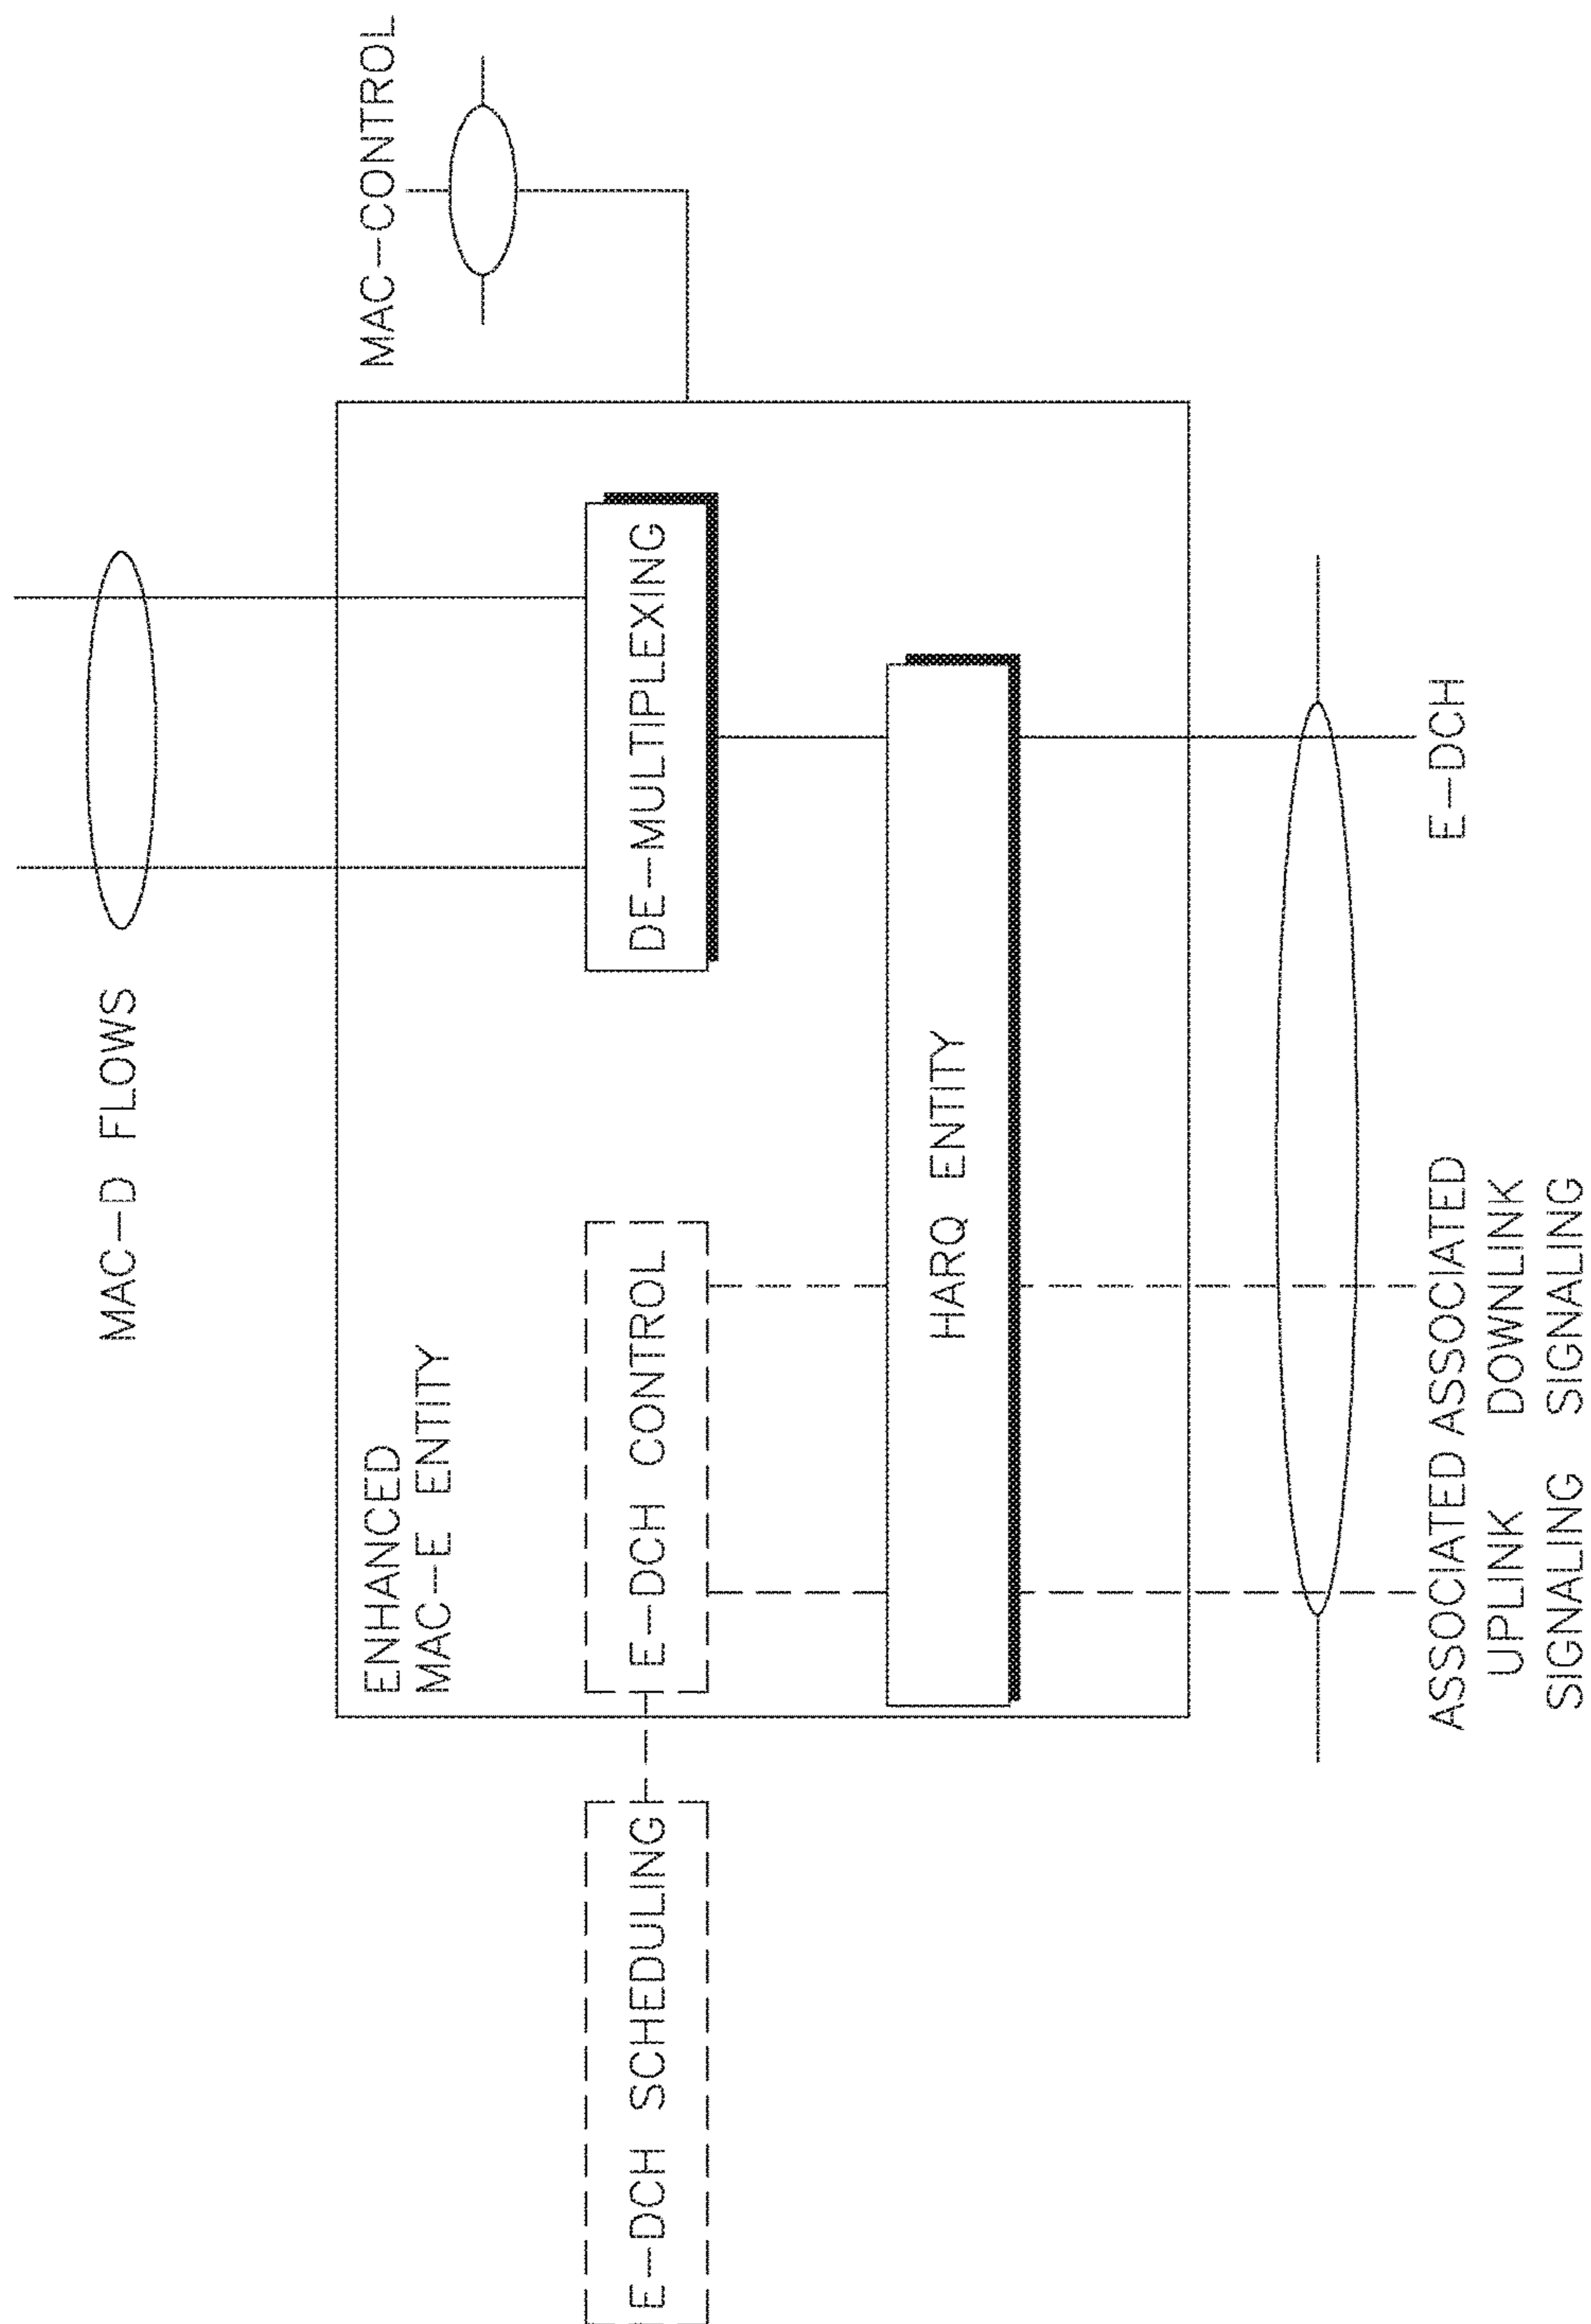 MAC-D FLOWS
MAC-CONTROL
ENHANCED
MAC-E ENTITY
E-DCH SCHEDULING
E-DCH CONTROL
DE-MULTIPLEXING
HARQ ENTITY
ASSOCIATED
UPLINK
SIGNALING
ASSOCIATED
DOWNLINK
SIGNALING
E-DCH